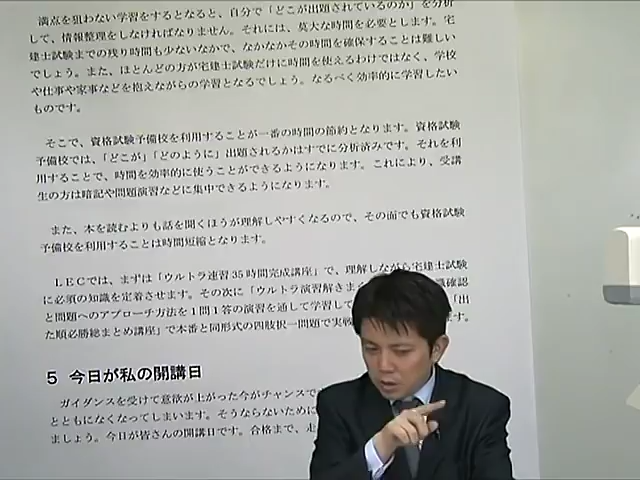 満点を狙わない学習をするとなると、自分で「どこが出題されているのか」を分析
して、情報整理をしなければなりません。それには、莫大な時間を必要とします。宅
建士試験までの残り時間も少ないなかで、なかなかその時間を確保することは難しい
でしょう。また、ほとんどの方が宅建士試験だけに時間を使えるわけではなく、学校
や仕事や家事などを抱えながらの学習となるでしょう。なるべく効率的に学習したい
ものです。
そこで、資格試験予備校を利用することが一番の時間の節約となります。資格試験
予備校では、「どこが」「どのように」出題されるかはすでに分析済みです。それを利
用することで、時間を効率的に使うことができるようになります。これにより、受講
生の方は暗記や問題演習などに集中できるようになります。
また、本を読むよりも話を聞くほうが理解しやすくなるので、その面でも資格試験
予備校を利用することは時間短縮となります。
LECでは、まずは「ウルトラ速習35時間完成講座」で、理解しながら宅建士試験
に必須の知識を定着させます。その次に「ウルトラ演習解きま 識確認
と問題へのアプローチ方法を1問1答の演習を通して学習して 「出
た順必勝総まとめ講座」で本番と同形式の四肢択一問題で実戦 ます。
5 今日が私の開講日
ガイダンスを受けて意欲が上がった今がチャンスで
とともになくなってしまいます。そうならないために
ましょう。今日が皆さんの開講日です。合格まで、走